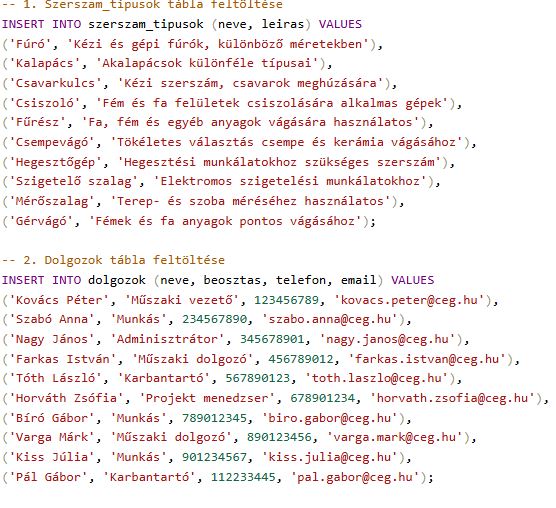 -- 1. Szerszam_tipusok tábla feltöltése
INSERT INTO szerszam_tipusok (neve, leiras) VALUES
('Fúró', 'Kézi és gépi fúrók, különböző méretekben'),
('Kalapács', 'Akalapácsok különféle típusai'),
('Csavarkulcs', 'Kézi szerszám, csavarok meghúzására'),
('Csiszoló', 'Fém és fa felületek csiszolására alkalmas gépek'),
('Fűrész', 'Fa, fém és egyéb anyagok vágására használatos'),
('Csempevágó', 'Tökéletes választás csempe és kerámia vágásához'),
('Hegesztőgép', 'Hegesztési munkálatokhoz szükséges szerszám'),
('Szigetelő szalag', 'Elektromos szigetelési munkálatokhoz'),
('Mérőszalag', 'Terep- és szoba méréséhez használatos'),
('Gérvágó', 'Fémek és fa anyagok pontos vágásához');
-- 2. Dolgozok tábla feltöltése
INSERT INTO dolgozok (neve, beosztas, telefon, email) VALUES
('Kovács Péter', 'Műszaki vezető', 123456789, 'kovacs.peter@ceg.hu'),
('Szabó Anna', 'Munkás', 234567890, 'szabo.anna@ceg.hu'),
('Nagy János', 'Adminisztrátor', 345678901, 'nagy.janos@ceg.hu'),
('Farkas István', 'Műszaki dolgozó', 456789012, 'farkas.istvan@ceg.hu'),
('Tóth László', 'Karbantartó', 567890123, 'toth.laszlo@ceg.hu'),
('Horváth Zsófia', 'Projekt menedzser', 678901234, 'horvath.zsofia@ceg.hu'),
('Bíró Gábor', 'Munkás', 789012345, 'biro.gabor@ceg.hu'),
('Varga Márk', 'Műszaki dolgozó', 890123456, 'varga.mark@ceg.hu'),
('Kiss Júlia', 'Munkás', 901234567, 'kiss.julia@ceg.hu'),
('Pál Gábor', 'Karbantartó', 112233445, 'pal.gabor@ceg.hu');